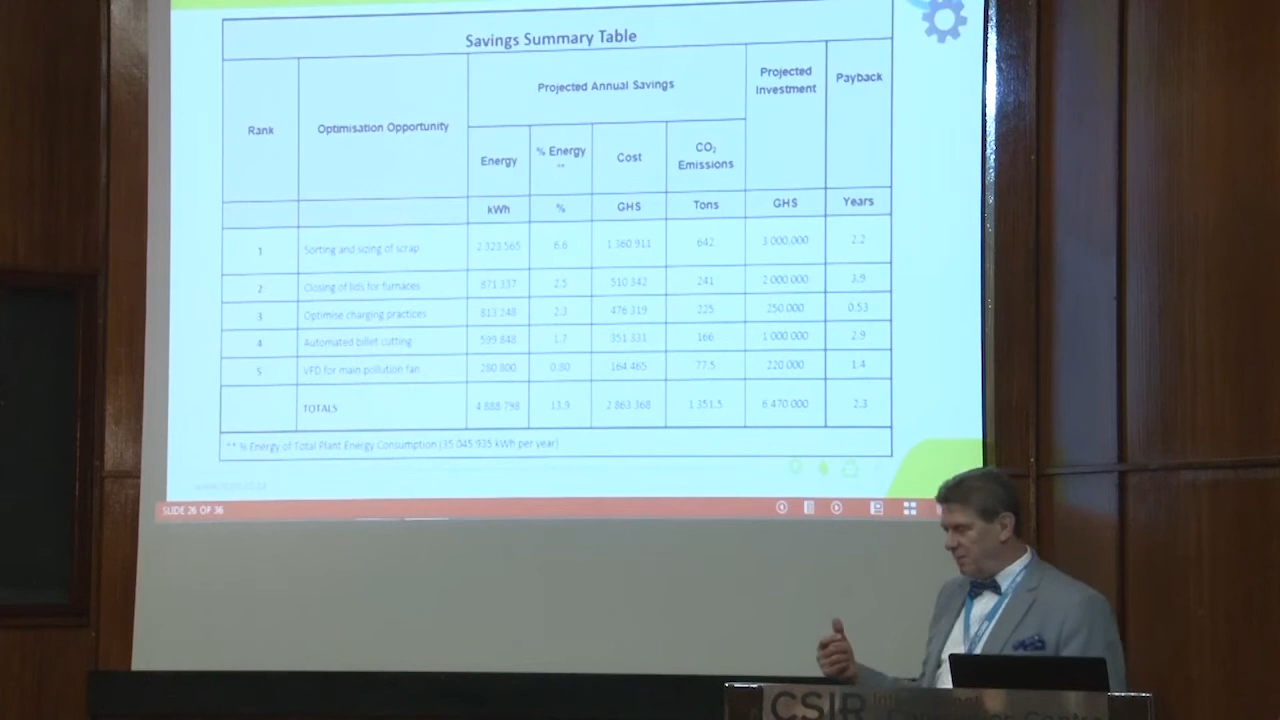 Savings Summary Table
Rank
Optimisation Opportunity
Projected Annual Savings
Projected Investment
Payback
Energy
% Energy **
Cost
CO₂ Emissions
kWh % GHS Tons GHS Years
1 Sorting and sizing of scrap 2 323 565 6.6 1 360 911 642 3 000,000 2.2
2 Closing of lids for furnaces 871 337 2.5 510 342 241 2 000 000 3.9
3 Optimise charging practices 813 248 2.3 476 319 225 250 000 0.53
4 Automated billet cutting 599 848 1.7 351 331 166 1 000 000 2.9
5 VFD for main pollution fan 280 800 0.80 164 465 77.5 220 000 1.4
TOTALS 4 888 798 13.9 2 863 368 1 351.5 6 470 000 2.3
** % Energy of Total Plant Energy Consumption (35 045 935 kWh per year)
SLIDE 26 OF 36
CSIR